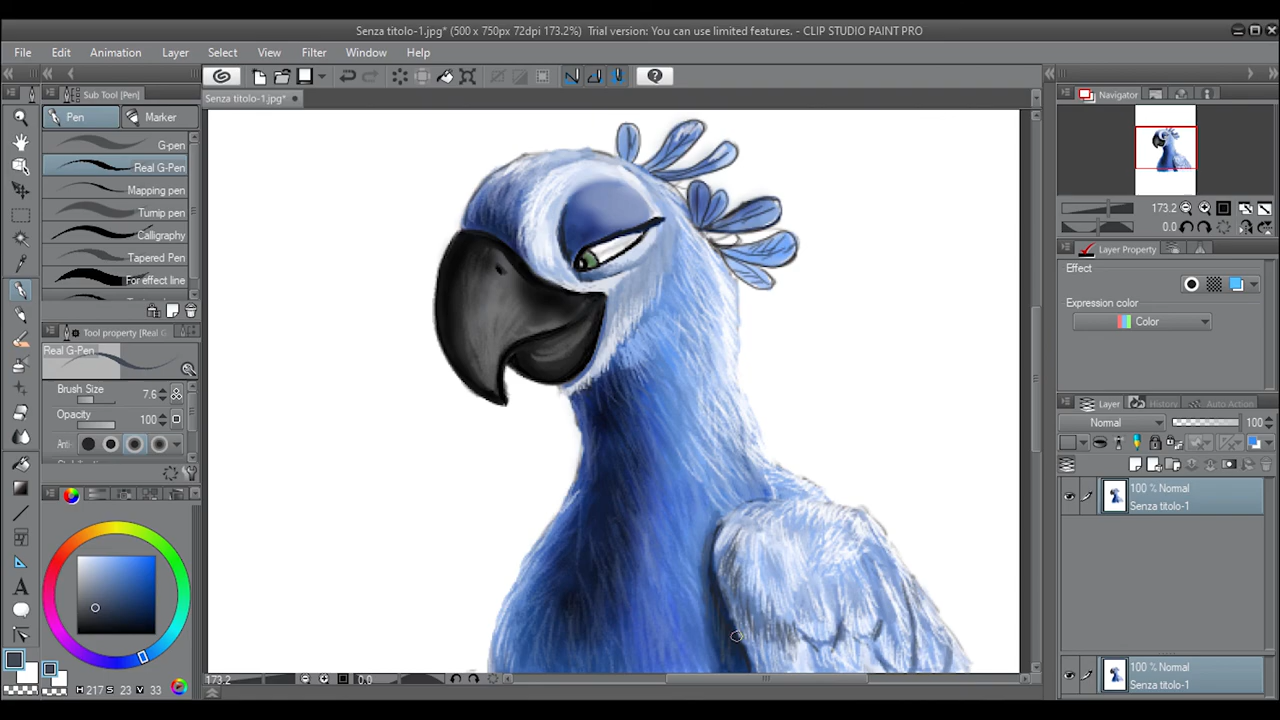 Senza titolo-1.jpg* (500 x 750px 72dpi 173.2%) Trial version: You can use limited features. - CLIP STUDIO PAINT PRO
File Edit Animation Layer Select View Filter Window Help
Sub Tool [Pen]
Senza titolo-1.jpg*
Navigator
Pen Marker
G-pen
Real G-Pen
Mapping pen
Turnip pen
Calligraphy
Tapered Pen
For effect line
173.2
0.0
Layer Property
Effect
Expression color
Color
Tool property [Real G
Real G-Pen
Brush Size 7.6
Opacity 100
Anti-
Layer History Auto Action
Normal 100
100 % Normal
Senza titolo-1
100 % Normal
Senza titolo-1
173.2 0.0
H 217 S 23 V 33